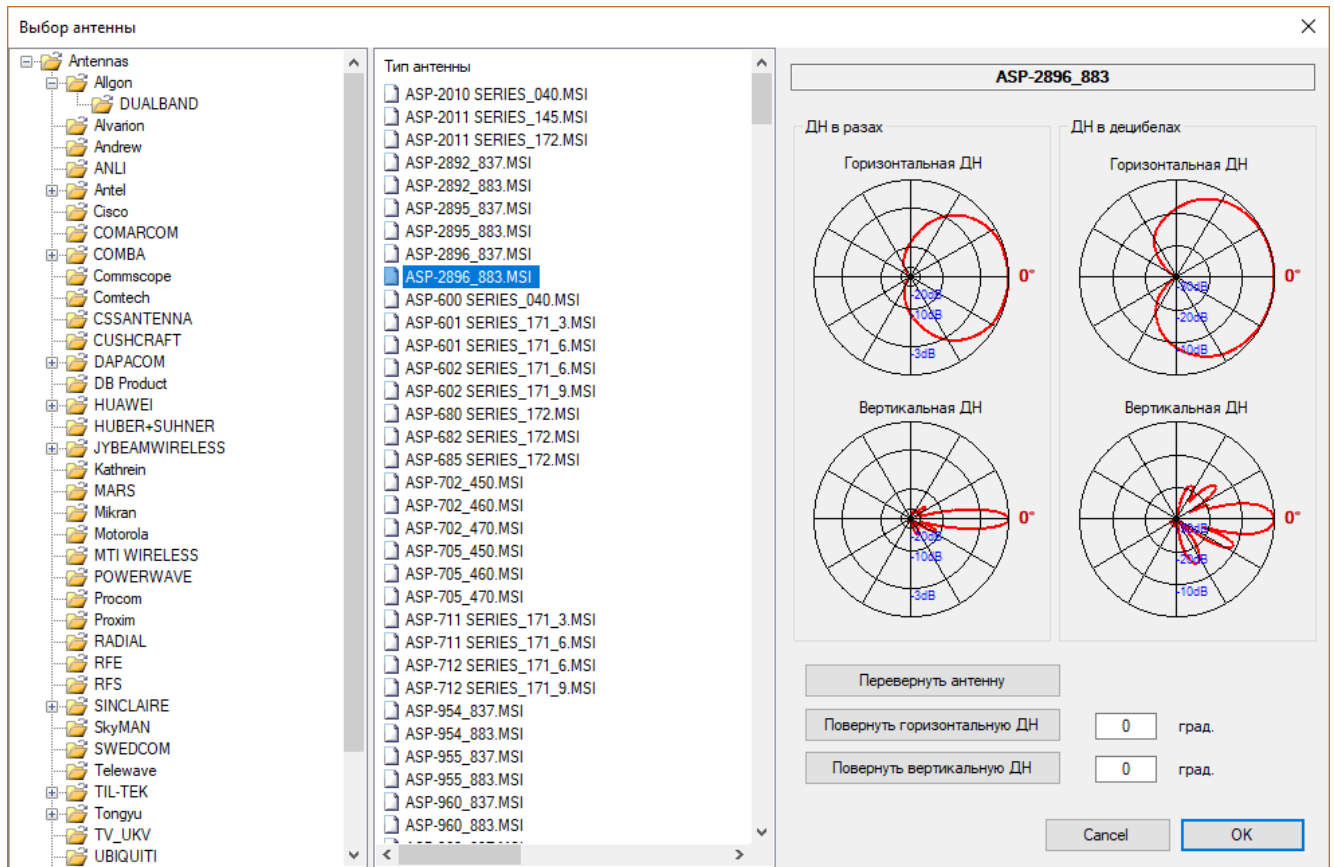 Выбор антенны
Antennas
Allgon
DUALBAND
Alvarion
Andrew
ANLI
Antel
Cisco
COMARCOM
COMBA
Commscope
Comtech
CSSANTENNA
CUSHCRAFT
DAPACOM
DB Product
HUAWEI
HUBER+SUHNER
JYBEAMWIRELESS
Kathrein
MARS
Mikran
Motorola
MTI WIRELESS
POWERWAVE
Procom
Proxim
RADIAL
RFE
RFS
SINCLAIRE
SkyMAN
SWEDCOM
Telewave
TIL-TEK
Tongyu
TV_UKV
UBIQUITI
Тип антенны
ASP-2010 SERIES_040.MSI
ASP-2011 SERIES_145.MSI
ASP-2011 SERIES_172.MSI
ASP-2892_837.MSI
ASP-2892_883.MSI
ASP-2895_837.MSI
ASP-2895_883.MSI
ASP-2896_837.MSI
ASP-2896_883.MSI
ASP-600 SERIES_040.MSI
ASP-601 SERIES_171_3.MSI
ASP-601 SERIES_171_6.MSI
ASP-602 SERIES_171_6.MSI
ASP-602 SERIES_171_9.MSI
ASP-680 SERIES_172.MSI
ASP-682 SERIES_172.MSI
ASP-685 SERIES_172.MSI
ASP-702_450.MSI
ASP-702_460.MSI
ASP-702_470.MSI
ASP-705_450.MSI
ASP-705_460.MSI
ASP-705_470.MSI
ASP-711 SERIES_171_3.MSI
ASP-711 SERIES_171_6.MSI
ASP-712 SERIES_171_6.MSI
ASP-712 SERIES_171_9.MSI
ASP-954_837.MSI
ASP-954_883.MSI
ASP-955_837.MSI
ASP-955_883.MSI
ASP-960_837.MSI
ASP-960_883.MSI
ASP-2896_883
ДН в разах
Горизонтальная ДН
0°
-20dB
-10dB
-3dB
Вертикальная ДН
0°
-20dB
-10dB
-3dB
ДН в децибелах
Горизонтальная ДН
0°
-30dB
-20dB
-10dB
Вертикальная ДН
0°
-30dB
-20dB
-10dB
Перевернуть антенну
Повернуть горизонтальную ДН 0 град.
Повернуть вертикальную ДН 0 град.
Cancel OK